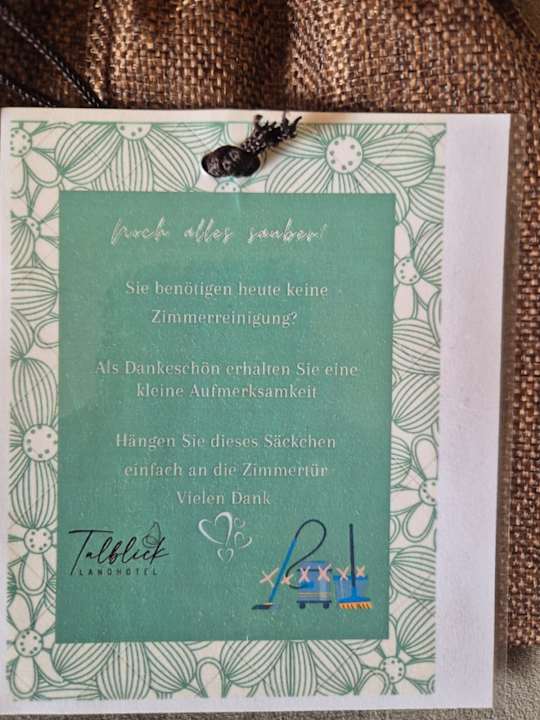 Noch alles sauber!
Sie benötigen heute keine
Zimmerreinigung?
Als Dankeschön erhalten Sie eine
kleine Aufmerksamkeit
Hängen Sie dieses Säckchen
einfach an die Zimmertür
Vielen Dank
Talblick
LANDHOTEL